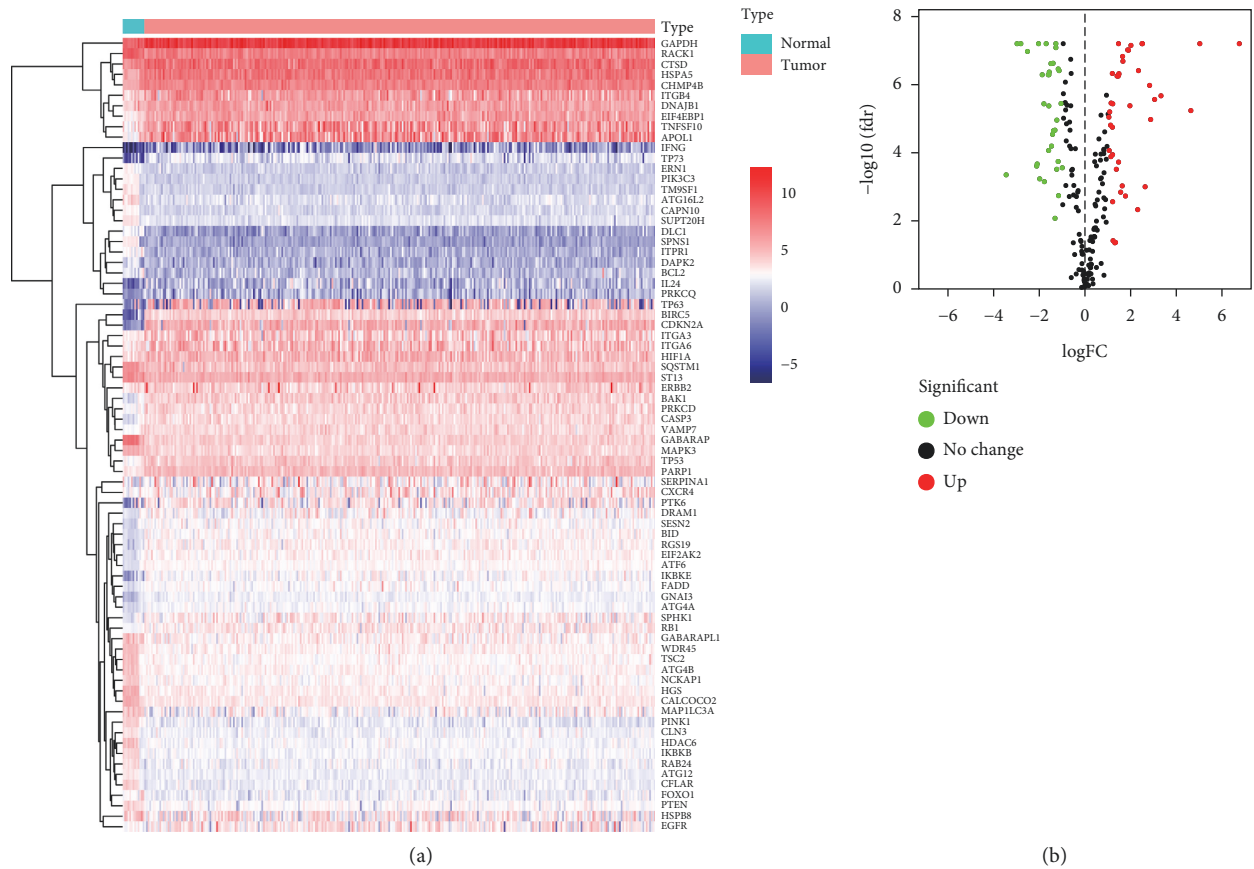 Type
GAPDH
RACK1
CTSD
HSPA5
CHMP4B
ITGB4
DNAJB1
EIF4EBP1
TNFSF10
APOL1
IFNG
TP73
ERN1
PIK3C3
TM9SF1
ATG16L2
CAPN10
SUPT20H
DLC1
SPNS1
ITPR1
DAPK2
BCL2
IL24
PRKCQ
TP63
BIRC5
CDKN2A
ITGA3
ITGA6
HIF1A
SQSTM1
ST13
ERBB2
BAK1
PRKCD
CASP3
VAMP7
GABARAP
MAPK3
TP53
PARP1
SERPINA1
CXCR4
PTK6
DRAM1
SESN2
BID
RGS19
EIF2AK2
ATF6
IKBKE
FADD
GNAI3
ATG4A
SPHK1
RB1
GABARAPL1
WDR45
TSC2
ATG4B
NCKAP1
HGS
CALCOCO2
MAP1LC3A
PINK1
CLN3
HDAC6
IKBKB
RAB24
ATG12
CFLAR
FOXO1
PTEN
HSPB8
EGFR
Type
Normal
Tumor
10
5
0
−5
(a)
8
6
4
2
0
−log10 (fdr)
−6 −4 −2 0 2 4 6
logFC
Significant
Down
No change
Up
(b)